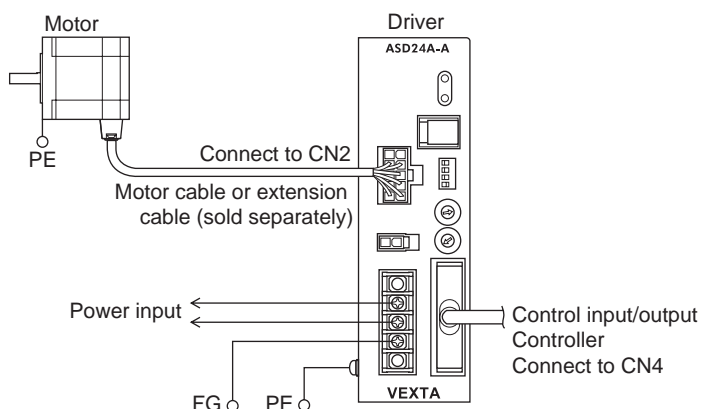 Motor
Driver
ASD24A-A
PE
Connect to CN2
Motor cable or extension
cable (sold separately)
Power input
Control input/output
Controller
Connect to CN4
FG
PE
VEXTA